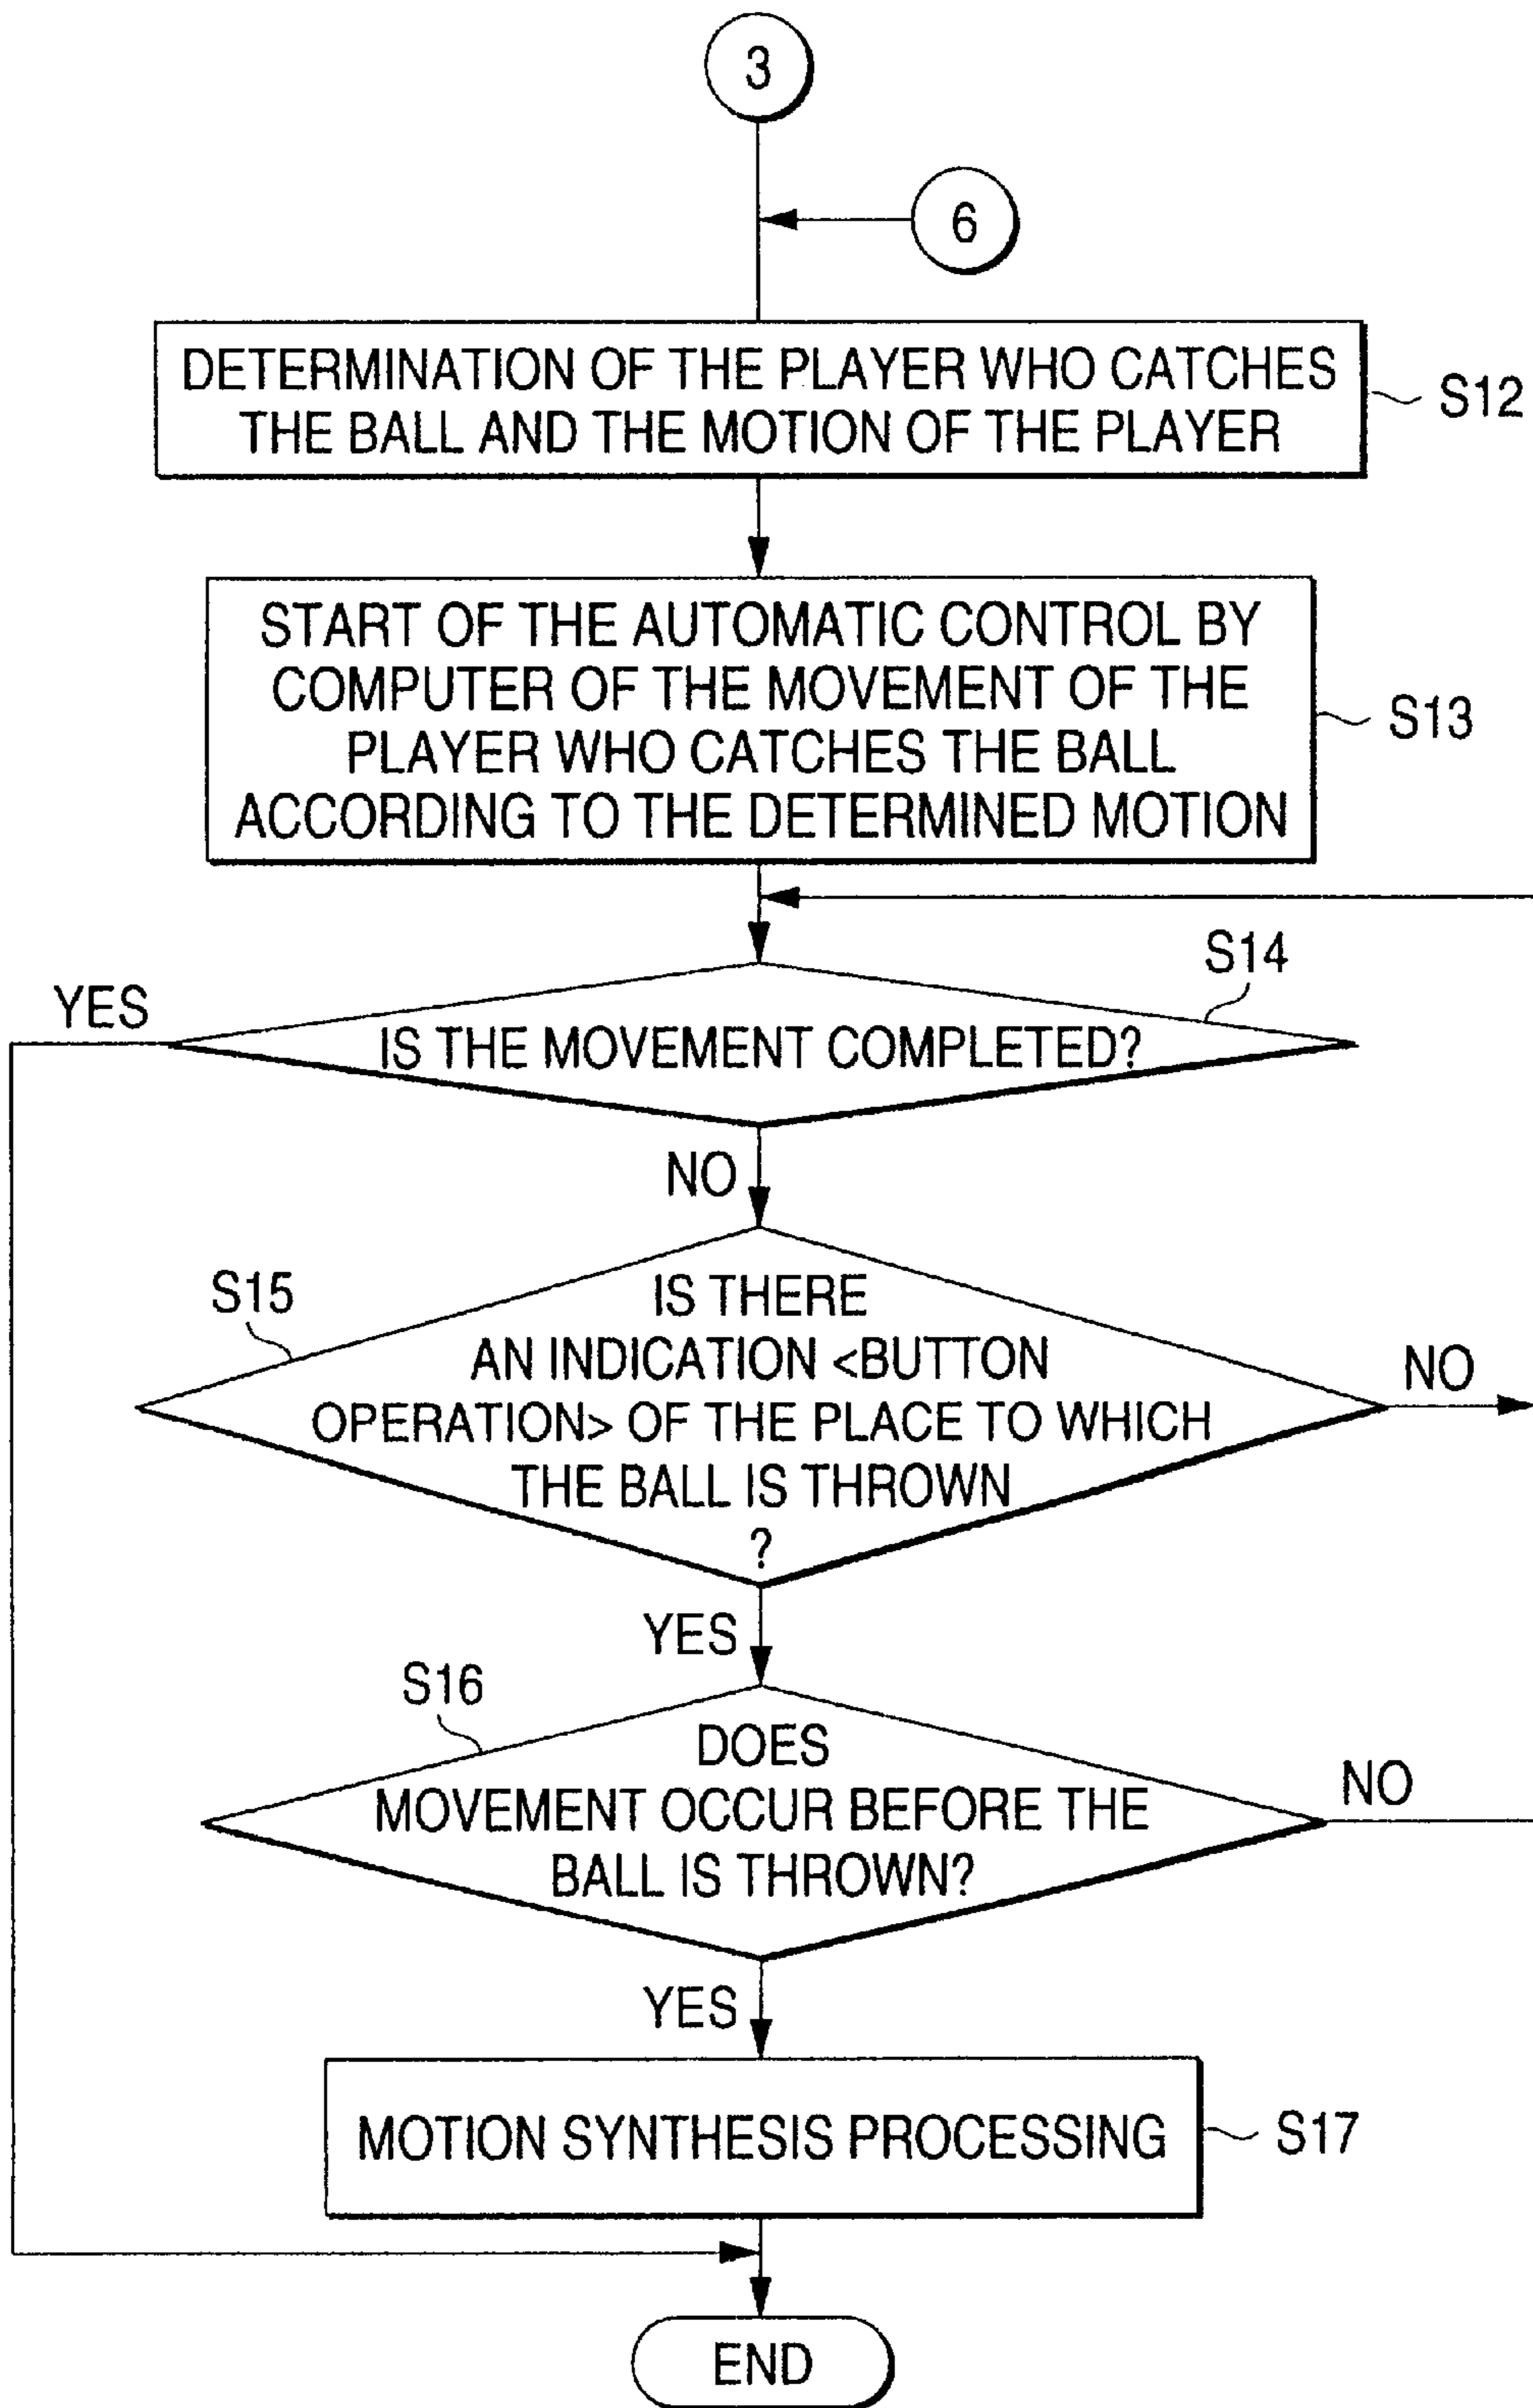 3
6
DETERMINATION OF THE PLAYER WHO CATCHES
THE BALL AND THE MOTION OF THE PLAYER
S12
START OF THE AUTOMATIC CONTROL BY
COMPUTER OF THE MOVEMENT OF THE
PLAYER WHO CATCHES THE BALL
ACCORDING TO THE DETERMINED MOTION
S13
S14
YES
IS THE MOVEMENT COMPLETED?
NO
S15
IS THERE
AN INDICATION <BUTTON
OPERATION> OF THE PLACE TO WHICH
THE BALL IS THROWN
?
NO
YES
S16
DOES
MOVEMENT OCCUR BEFORE THE
BALL IS THROWN?
NO
YES
MOTION SYNTHESIS PROCESSING
S17
END